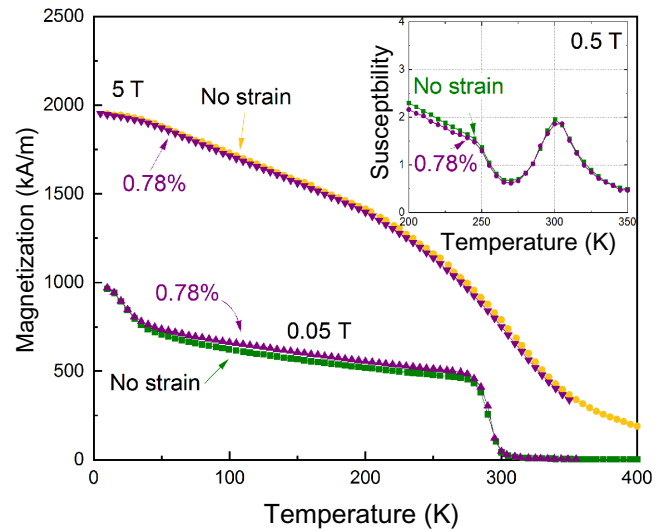 2500
2000
1500
1000
500
0
0
100
200
300
400
Magnetization (kA/m)
Temperature (K)
5 T
No strain
0.78%
0.78%
0.05 T
No strain
0.5 T
No strain
0.78%
4
3
2
1
0
200
250
300
350
Susceptbility
Temperature (K)